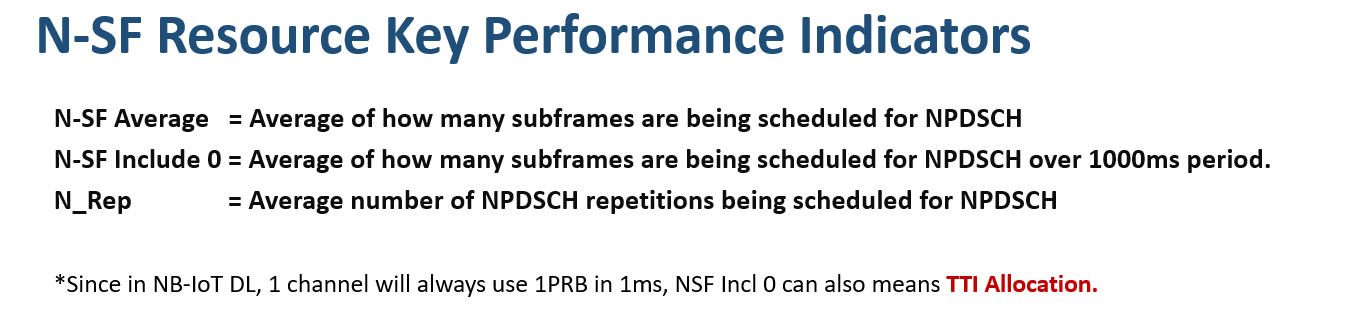 N-SF Resource Key Performance Indicators
N-SF Average = Average of how many subframes are being scheduled for NPDSCH
N-SF Include 0 = Average of how many subframes are being scheduled for NPDSCH over 1000ms period.
N_Rep = Average number of NPDSCH repetitions being scheduled for NPDSCH
*Since in NB-IoT DL, 1 channel will always use 1PRB in 1ms, NSF Incl 0 can also means TTI Allocation.